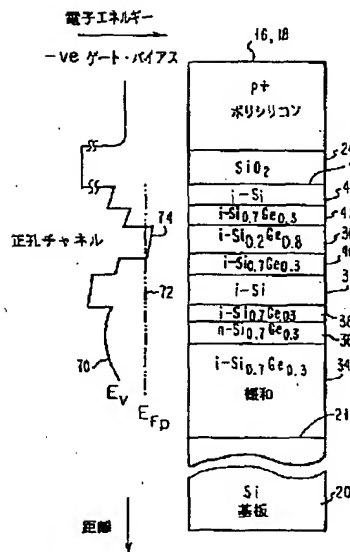 電子エネルギー
-ve ゲート・バイアス
16, 18
p+
ポリシリコン
SiO2
i-Si
i-Si0.7Ge0.3
i-Si0.2Ge0.8
i-Si0.7Ge0.3
i-Si
i-Si0.7Ge0.3
n-Si0.7Ge0.3
i-Si0.7Ge0.3
緩和
34
21
Si
基板
20
74
正孔チャネル
72
70
Ev
EFp
距離